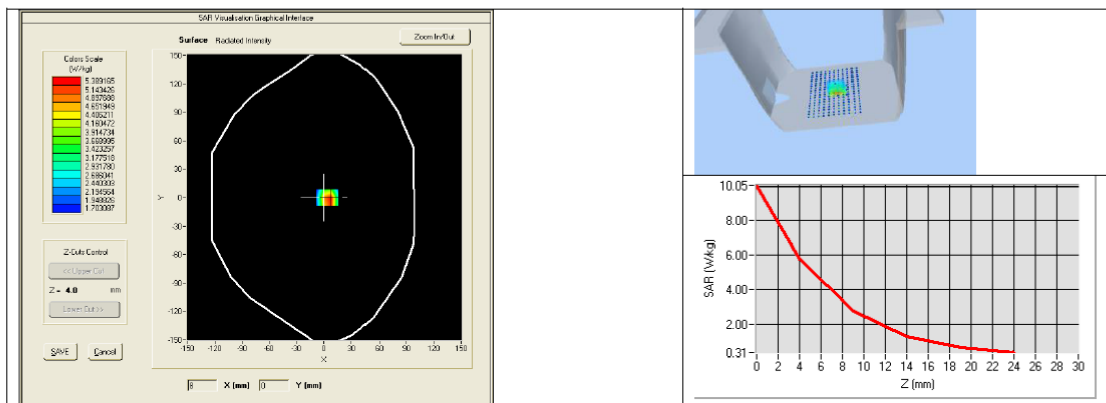 SAR Visualisation Graphical Interface
Surface Radiated Intensity
Zoom In/Out
Colors Scale
(W/kg)
5.389165
5.143426
4.897688
4.651949
4.406211
4.160472
3.914734
3.668995
3.423257
3.177518
2.931780
2.686041
2.440303
2.194564
1.948826
1.703087
Z-Cuts Control
<< Upper Cut
Z = 4.0 mm
Lower Cut >>
SAVE
Cancel
150
120
90
60
30
0
-30
-60
-90
-120
-150
Y
-150 -120 -90 -60 -30 0 30 60 90 120 150
X
8 X (mm) 0 Y (mm)
10.05
8.00
6.00
4.00
2.00
0.31
SAR (W/kg)
0 2 4 6 8 10 12 14 16 18 20 22 24 26 28 30
Z (mm)